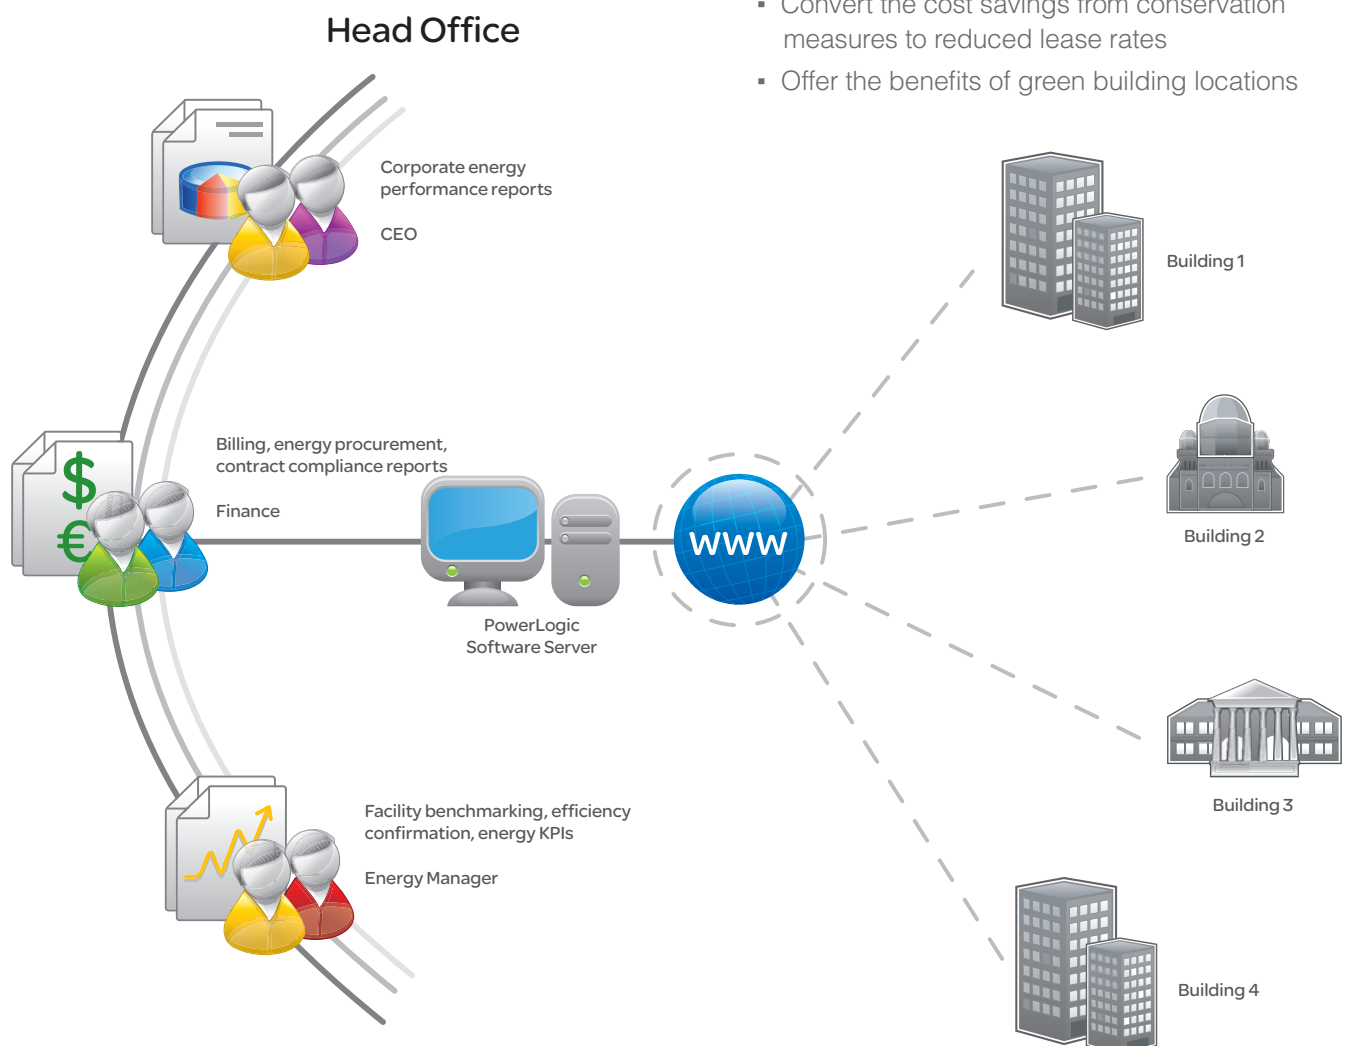 Convert the cost savings from conservation
measures to reduced lease rates
▪ Offer the benefits of green building locations
Head Office
Corporate energy
performance reports
CEO
Billing, energy procurement,
contract compliance reports
Finance
$
€
PowerLogic
Software Server
www
Facility benchmarking, efficiency
confirmation, energy KPIs
Energy Manager
Building 1
Building 2
Building 3
Building 4